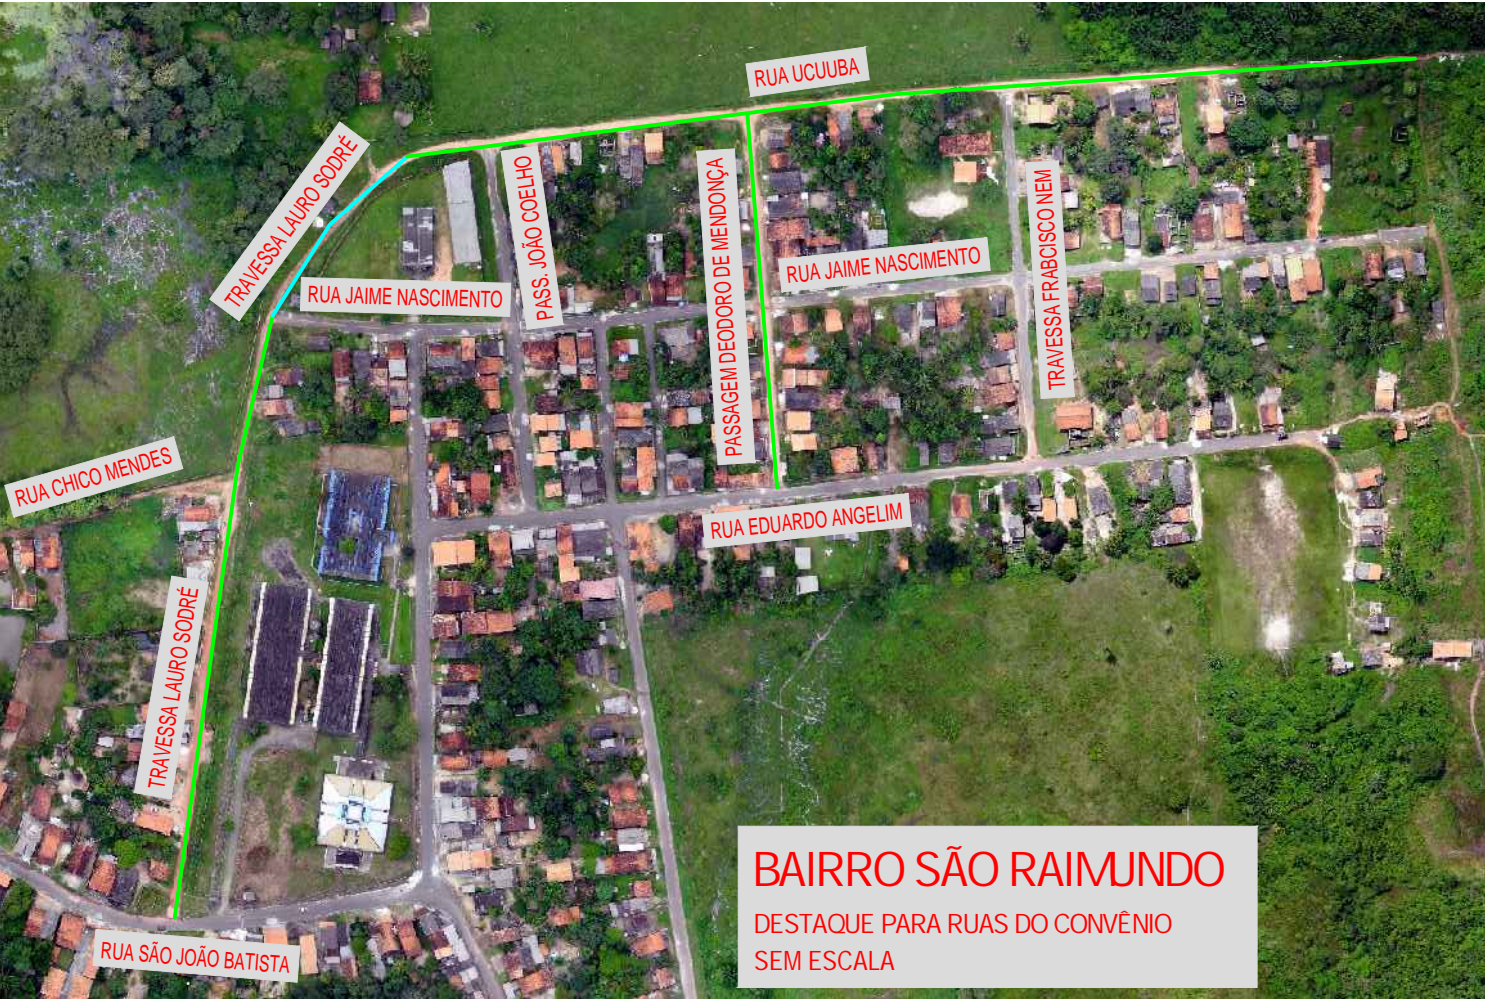 RUA UCUUBA
TRAVESSA LAURO SODRÉ
PASS. JOÃO COELHO
PASSAGEM DEODORO DE MENDONÇA
TRAVESSA FRABCISCO NEM
RUA JAIME NASCIMENTO
RUA JAIME NASCIMENTO
RUA CHICO MENDES
RUA EDUARDO ANGELIM
TRAVESSA LAURO SODRÉ
RUA SÃO JOÃO BATISTA
BAIRRO SÃO RAIMUNDO
DESTAQUE PARA RUAS DO CONVÊNIO
SEM ESCALA